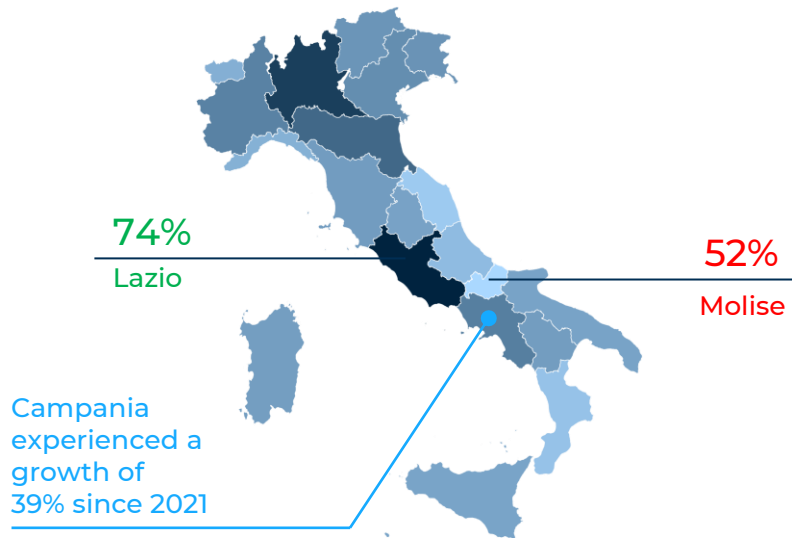 74%
Lazio
52%
Molise
Campania
experienced a
growth of
39% since 2021